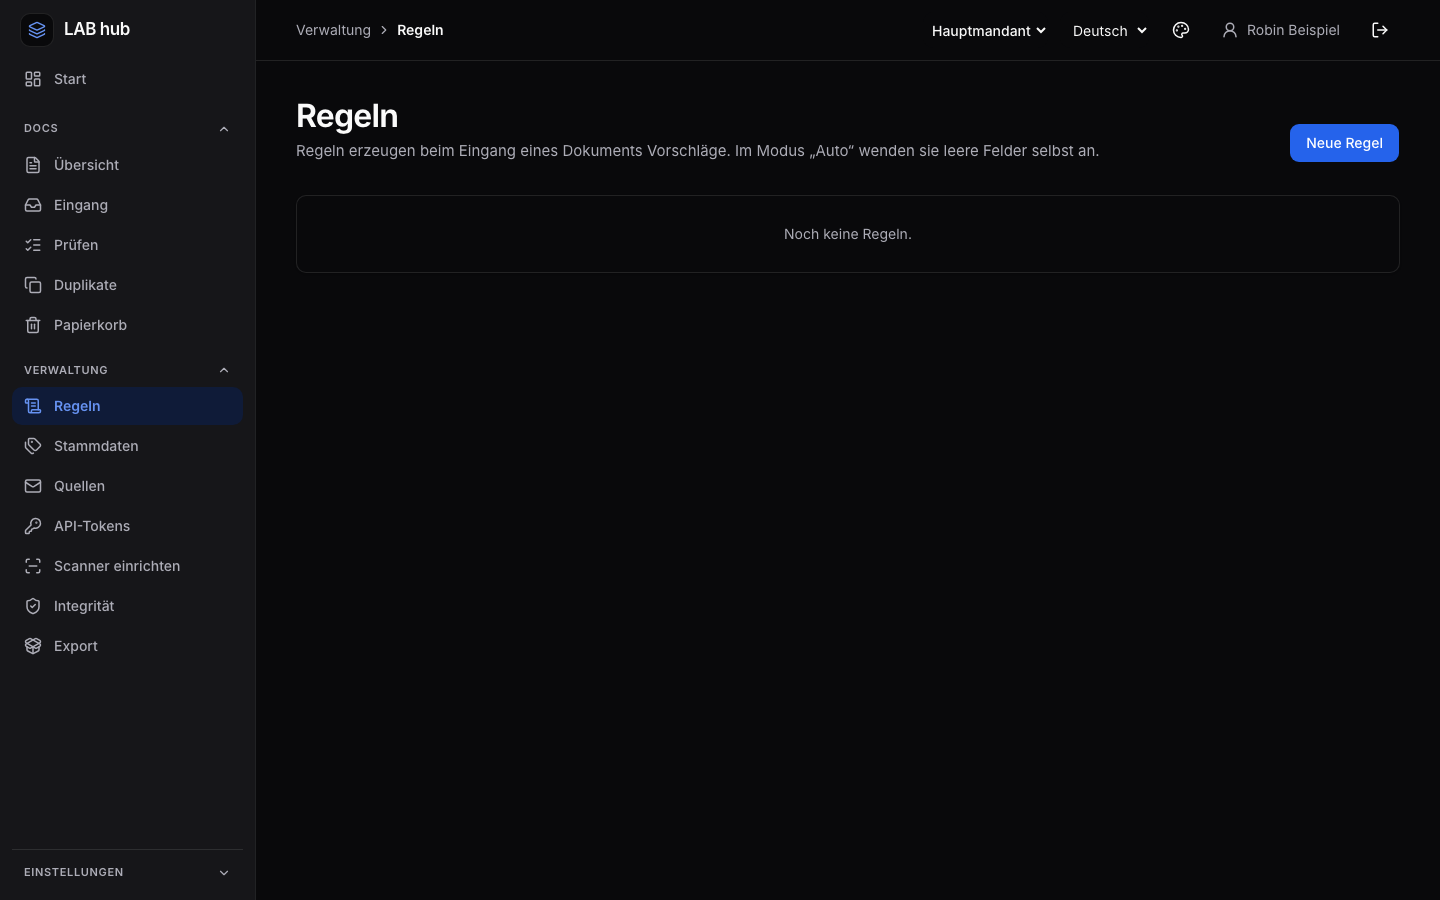 LAB hub
Verwaltung > Regeln
Hauptmandant
Deutsch
Robin Beispiel
Start
DOCS
Übersicht
Eingang
Prüfen
Duplikate
Papierkorb
VERWALTUNG
Regeln
Stammdaten
Quellen
API-Tokens
Scanner einrichten
Integrität
Export
EINSTELLUNGEN
Regeln
Regeln erzeugen beim Eingang eines Dokuments Vorschläge. Im Modus „Auto“ wenden sie leere Felder selbst an.
Neue Regel
Noch keine Regeln.